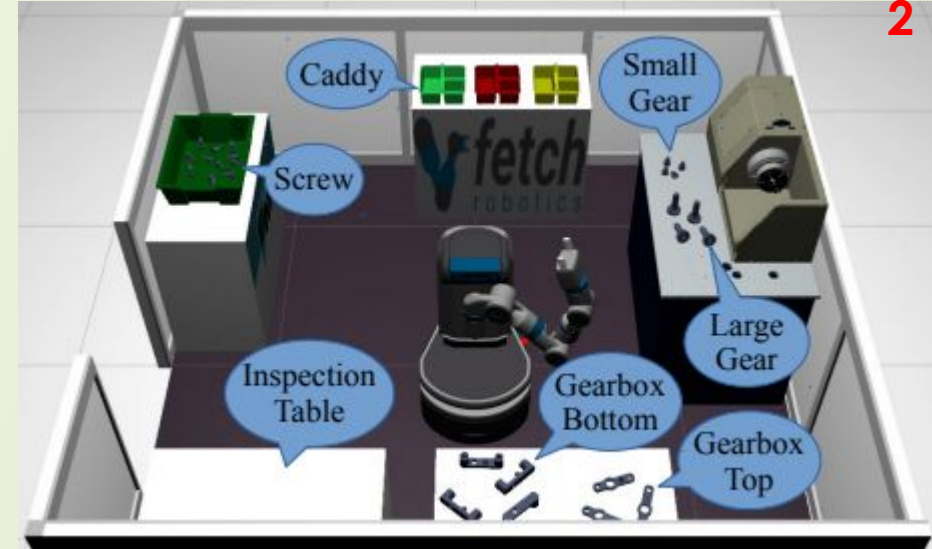 2
Caddy
Small
Gear
Screw
fetch
robotics
Large
Gear
Inspection
Table
Gearbox
Bottom
Gearbox
Top